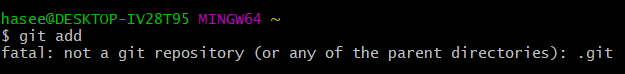 hasee@DESKTOP-IV28T95 MINGW64 ~
$ git add
fatal: not a git repository (or any of the parent directories): .git